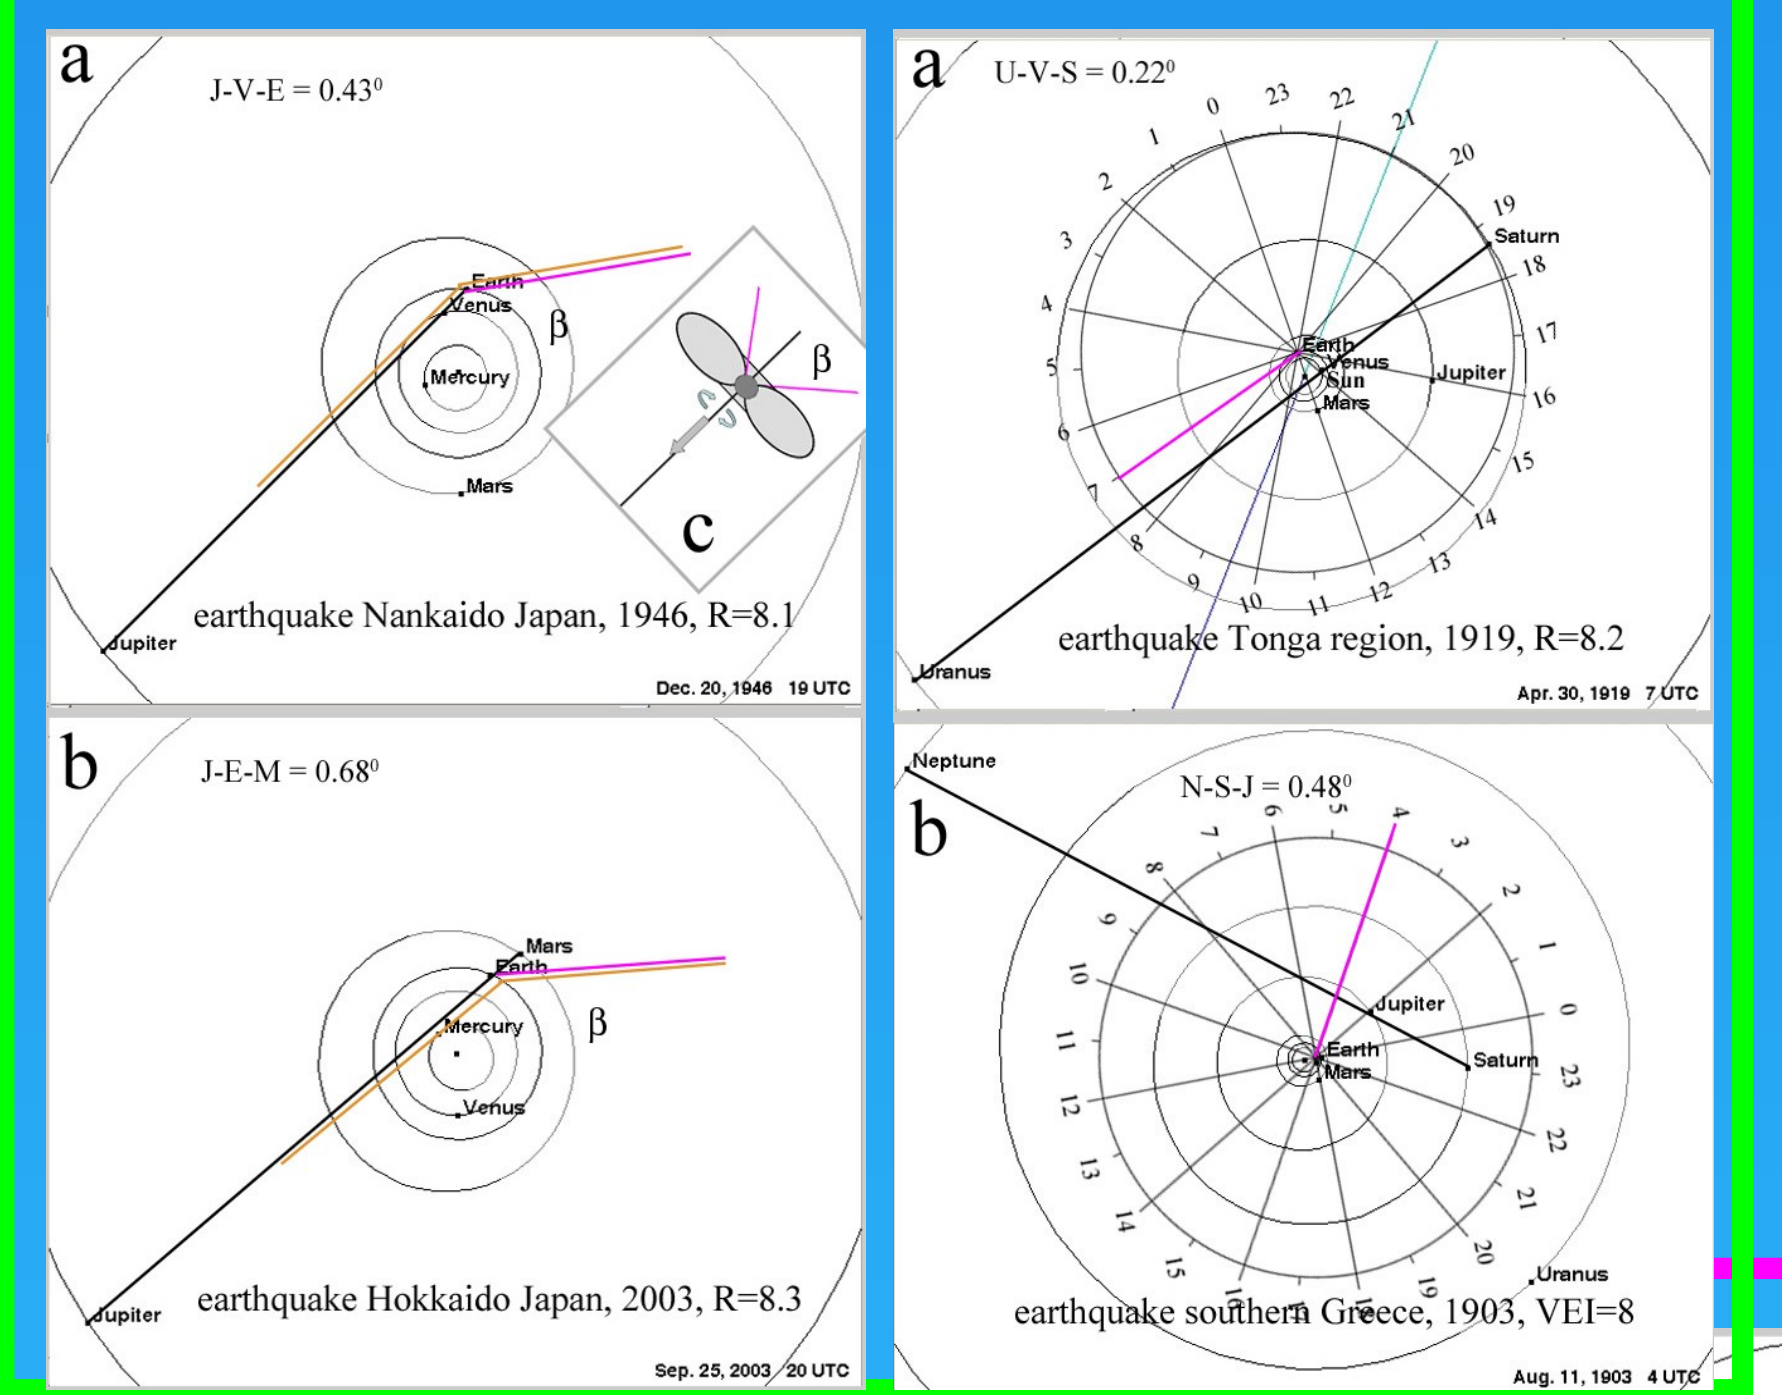 a
J-V-E = 0.43⁰
Earth
Venus
β
Mercury
Mars
β
c
earthquake Nankaido Japan, 1946, R=8.1
Jupiter
Dec. 20, 1946 19 UTC
b
J-E-M = 0.68⁰
Mars
Earth
Mercury
β
Venus
earthquake Hokkaido Japan, 2003, R=8.3
Jupiter
Sep. 25, 2003 20 UTC
a
U-V-S = 0.22⁰
0
23
22
21
20
19
18
17
16
15
14
13
12
11
10
9
8
7
6
5
4
3
2
1
Saturn
Earth
Venus
Sun
Jupiter
Mars
earthquake Tonga region, 1919, R=8.2
Uranus
Apr. 30, 1919 7 UTC
Neptune
N-S-J = 0.48⁰
b
6
5
4
3
2
1
0
23
22
21
20
19
18
17
16
15
14
13
12
11
10
9
8
7
Jupiter
Earth
Saturn
Mars
Uranus
earthquake southern Greece, 1903, VEI=8
Aug. 11, 1903 4 UTC